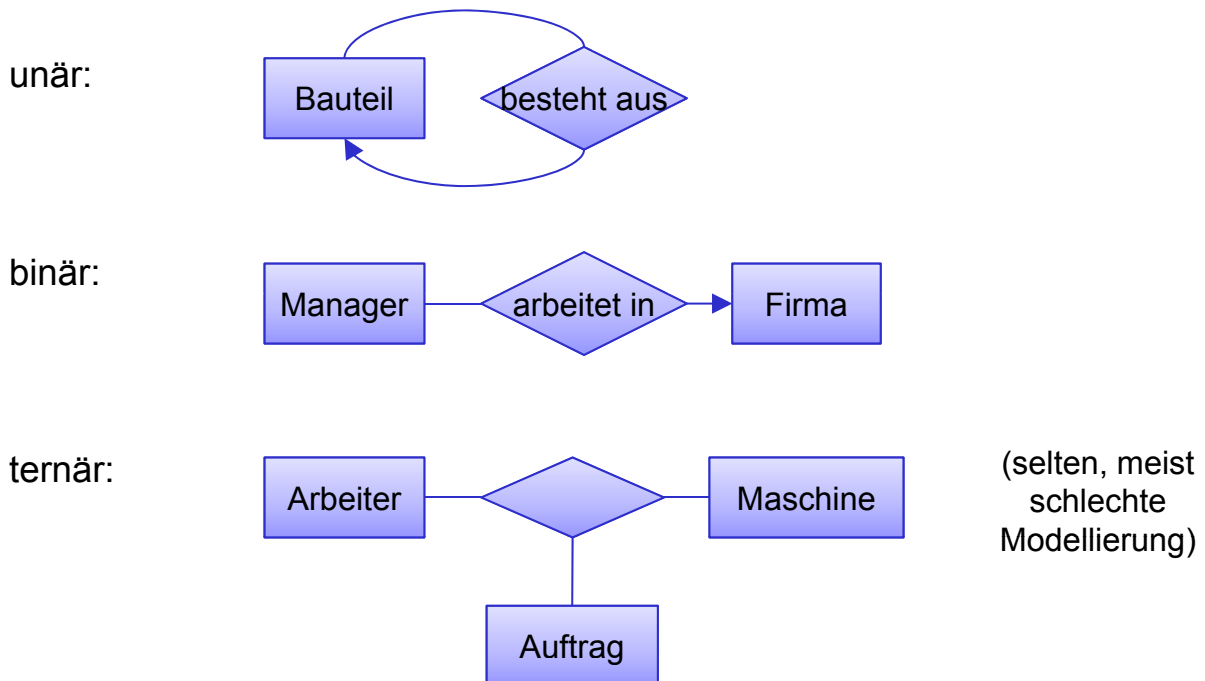 unär:
Bauteil
besteht aus
binär:
Manager
arbeitet in
Firma
ternär:
Arbeiter
Maschine
(selten, meist
schlechte
Modellierung)
Auftrag